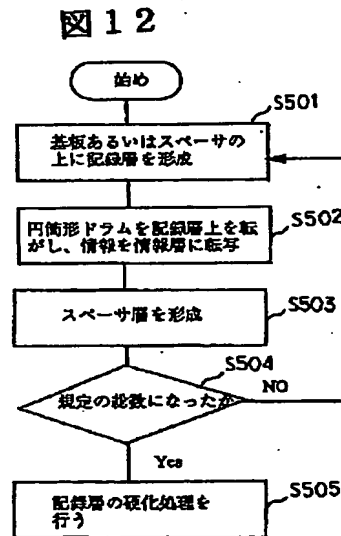 図12
始め
S501
基板あるいはスペーサの
上に記録層を形成
S502
円筒形ドラムを記録層上を転
がし、情報を情報層に転写
S503
スペーサ層を形成
S504
規定の総数になったか
NO
Yes
S505
記録層の硬化処理を
行う